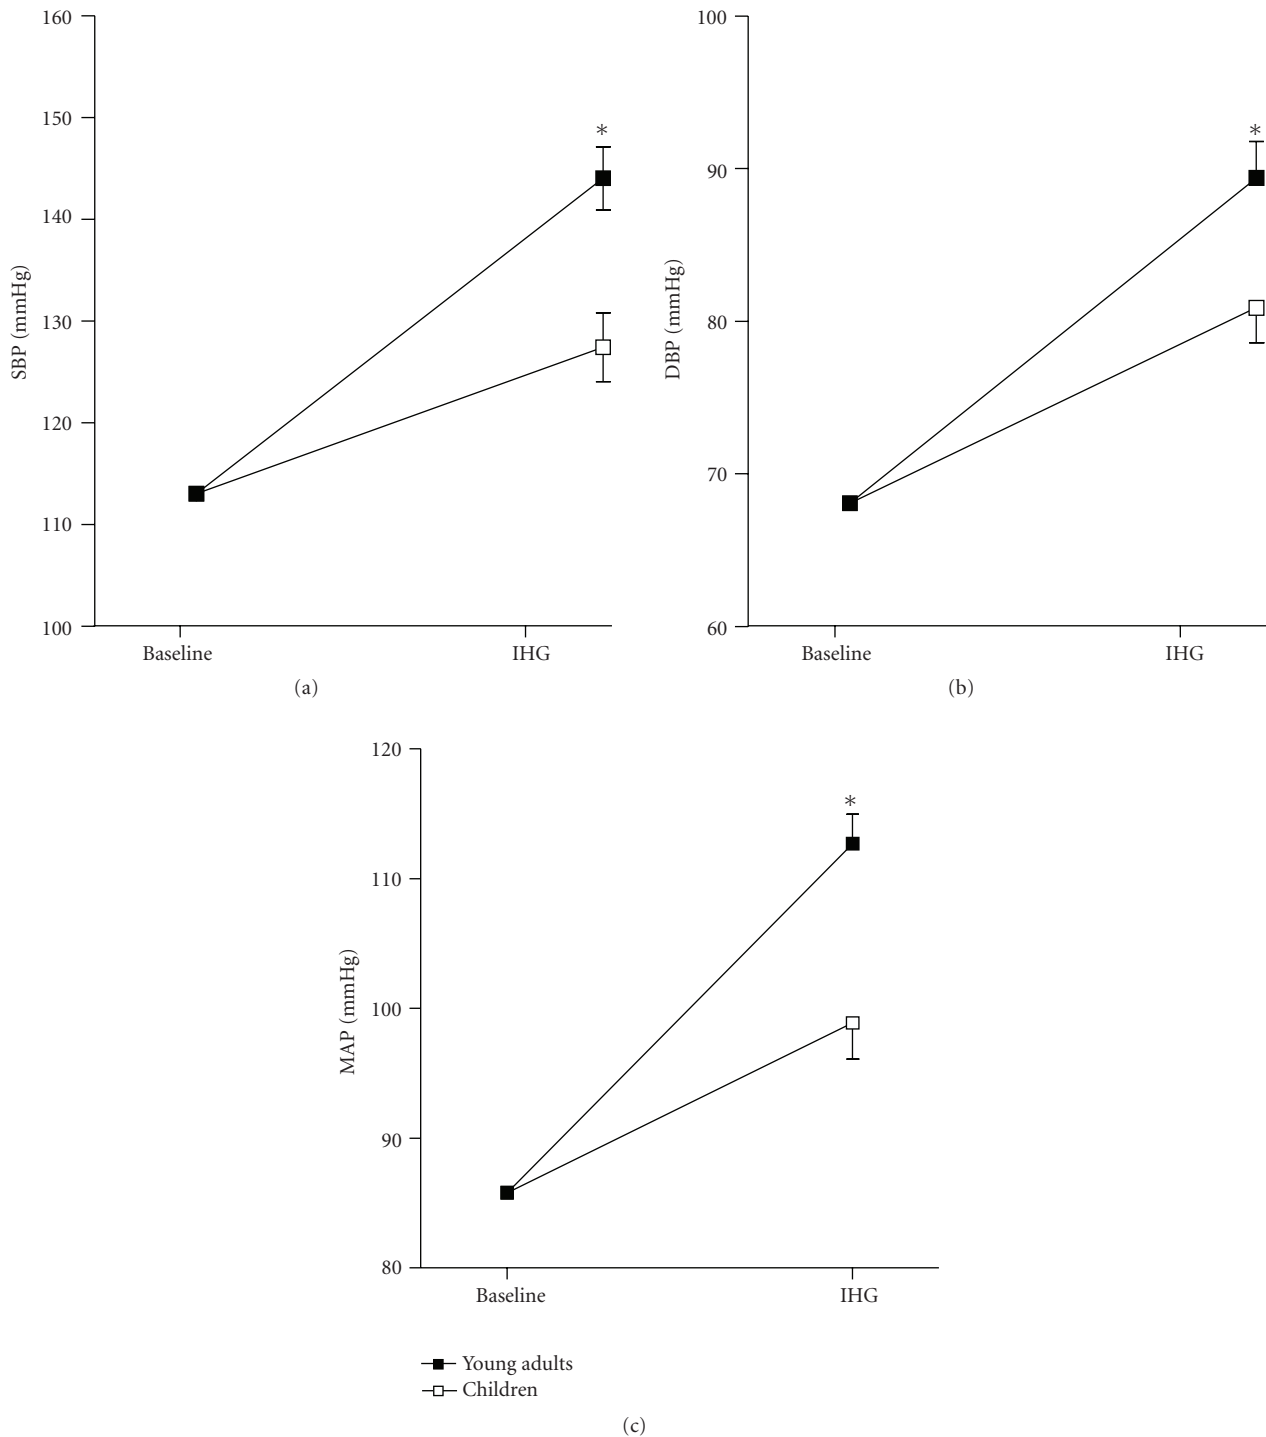 160
150
140
130
120
110
100
SBP (mmHg)
*
Baseline
IHG
(a)
100
90
80
70
60
DBP (mmHg)
*
Baseline
IHG
(b)
120
110
100
90
80
MAP (mmHg)
*
Baseline
IHG
Young adults
Children
(c)